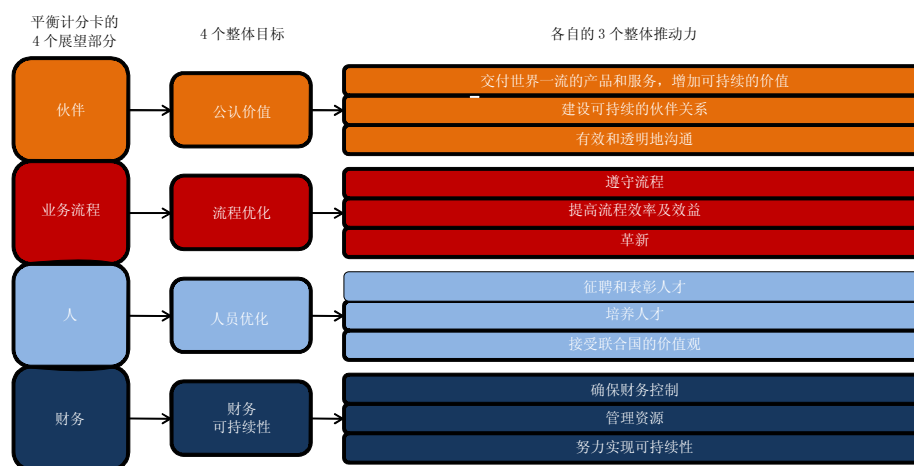 平衡计分卡的
4 个展望部分
4 个整体目标
各自的 3 个整体推动力
伙伴
公认价值
交付世界一流的产品和服务，增加可持续的价值
建设可持续的伙伴关系
有效和透明地沟通
业务流程
流程优化
遵守流程
提高流程效率及效益
革新
人
人员优化
征聘和表彰人才
培养人才
接受联合国的价值观
财务
财务
可持续性
确保财务控制
管理资源
努力实现可持续性